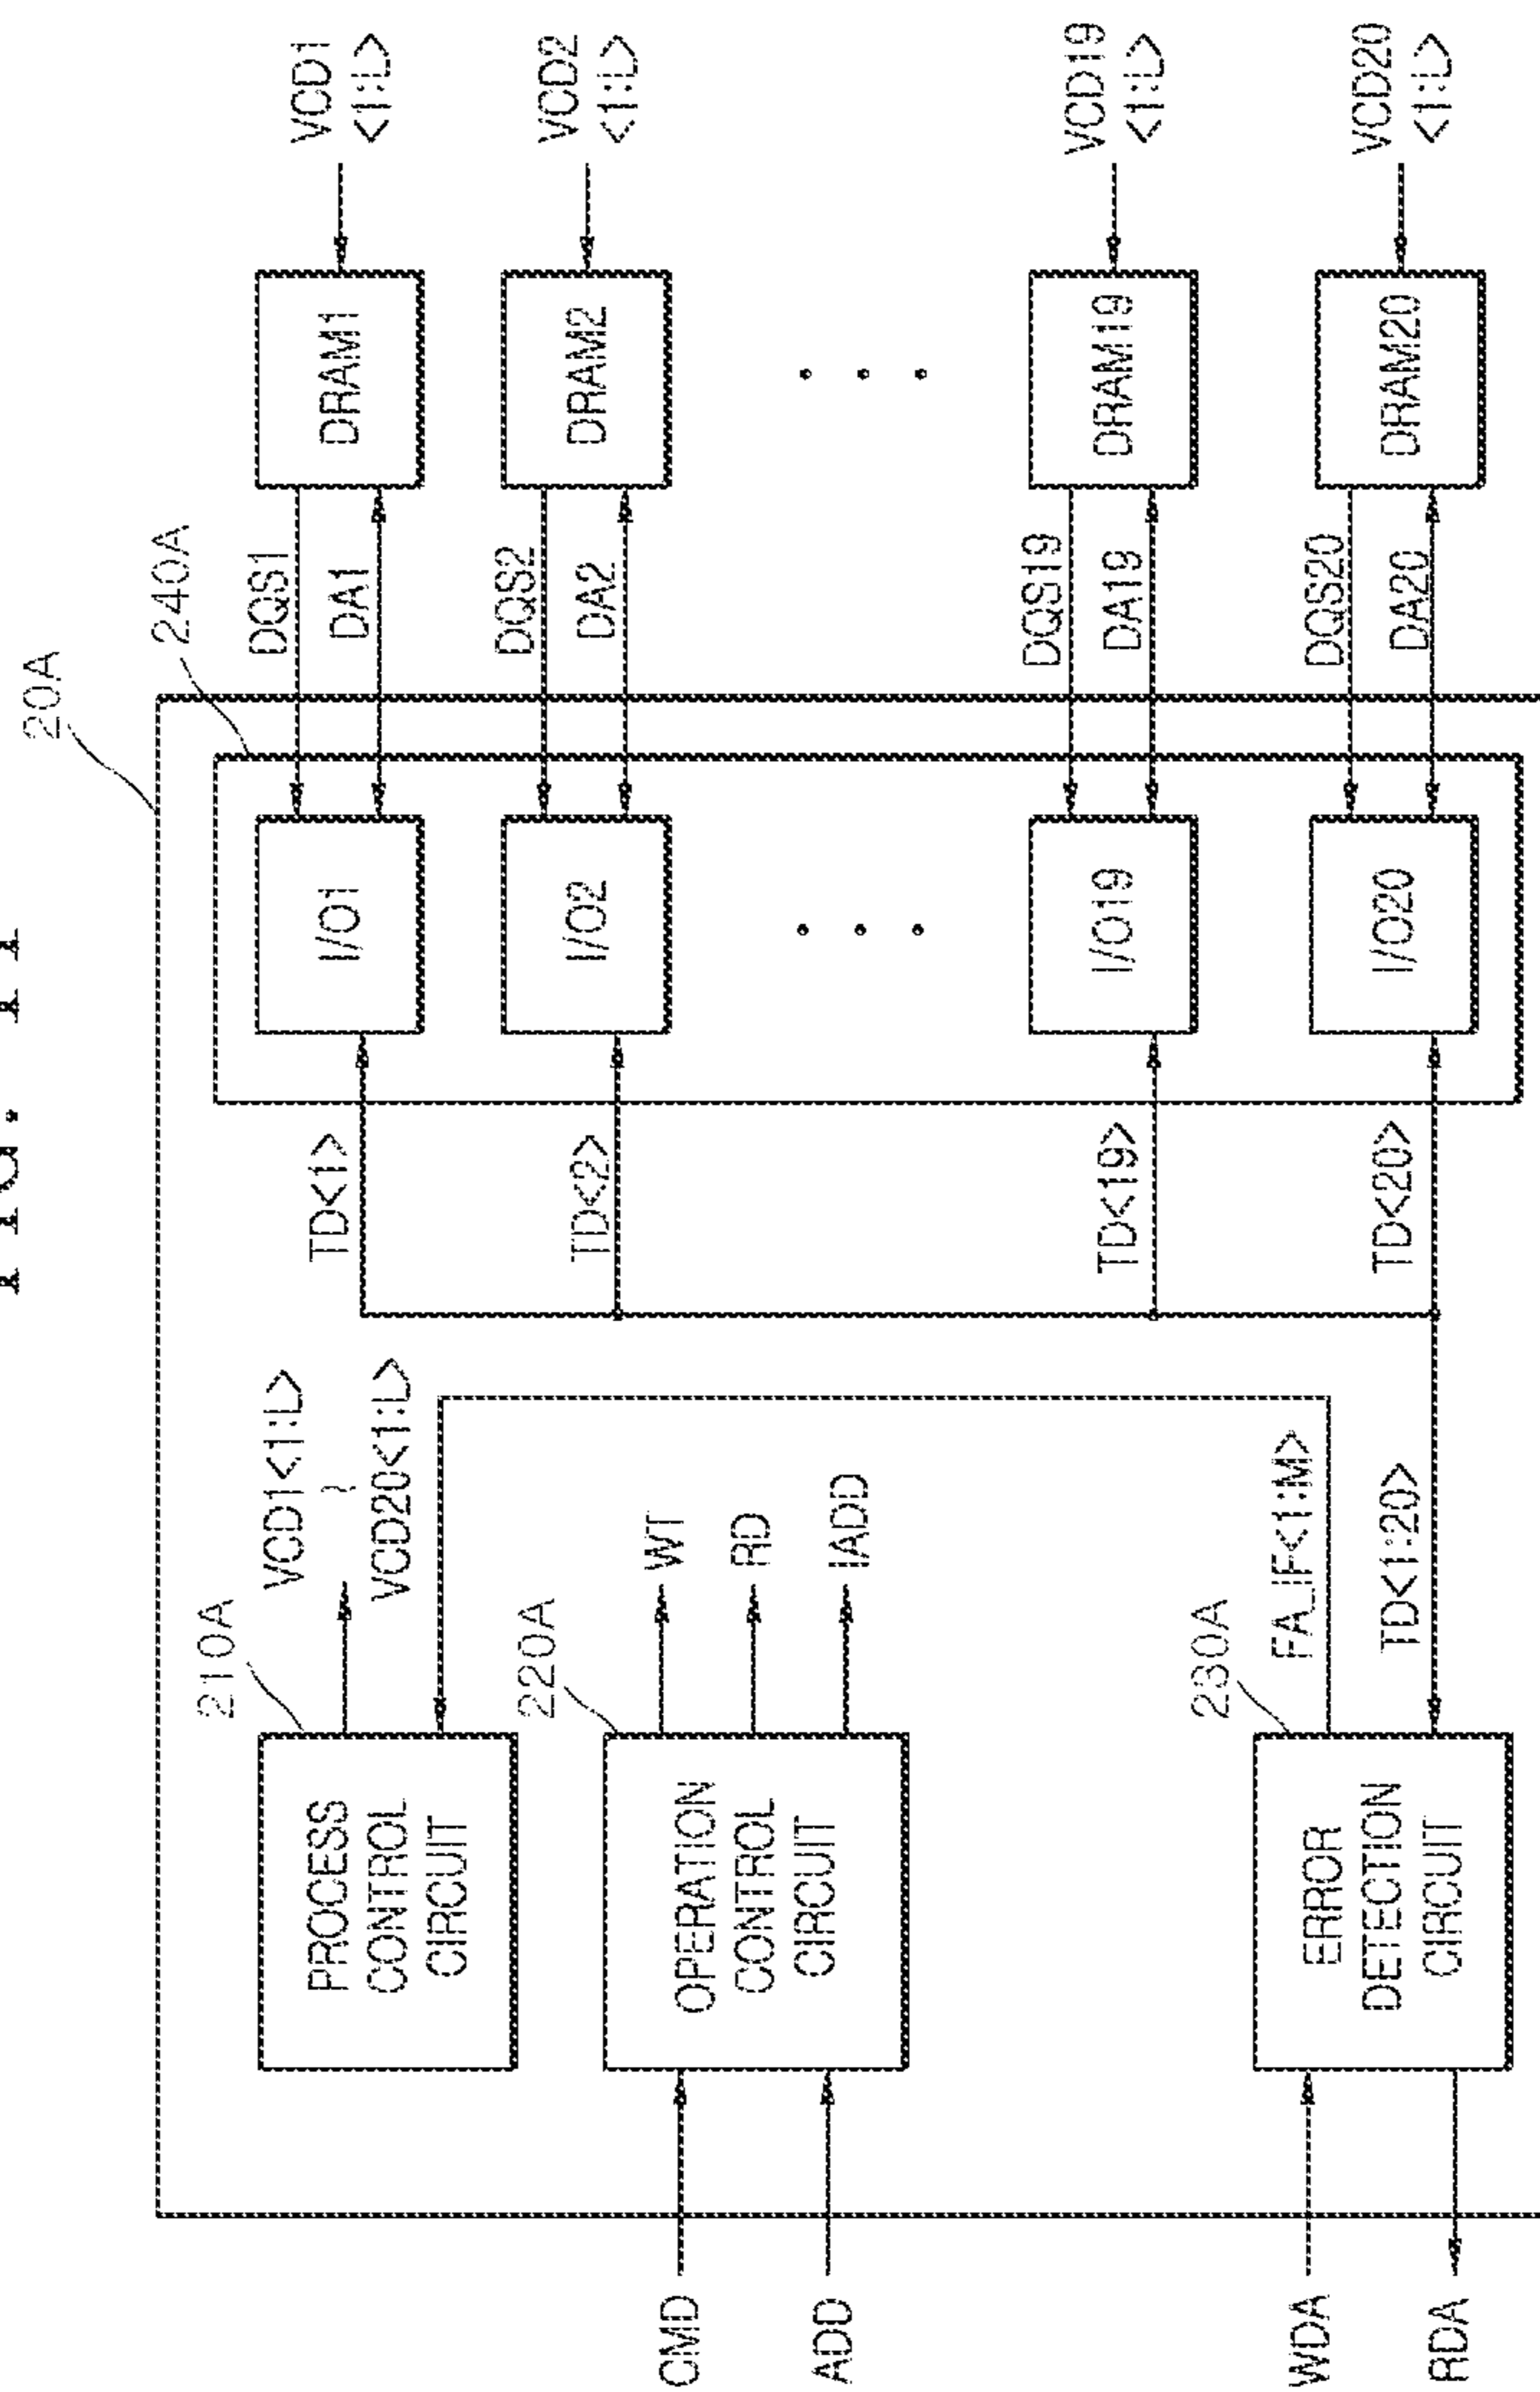 FIG. 11
20A
240A
210A
PROCESS
CONTROL
CIRCUIT
VCD1<1:L>
~
VCD20<1:L>
220A
OPERATION
CONTROL
CIRCUIT
CMD
ADD
WT
RD
IADD
230A
ERROR
DETECTION
CIRCUIT
WDA
RDA
FA_IF<1:M>
TD<1:20>
TD<1>
TD<2>
TD<19>
TD<20>
I/O1
I/O2
I/O19
I/O20
DQS1
DA1
DQS2
DA2
DQS19
DA19
DQS20
DA20
DRAM1
DRAM2
DRAM19
DRAM20
VCD1
<1:L>
VCD2
<1:L>
VCD19
<1:L>
VCD20
<1:L>